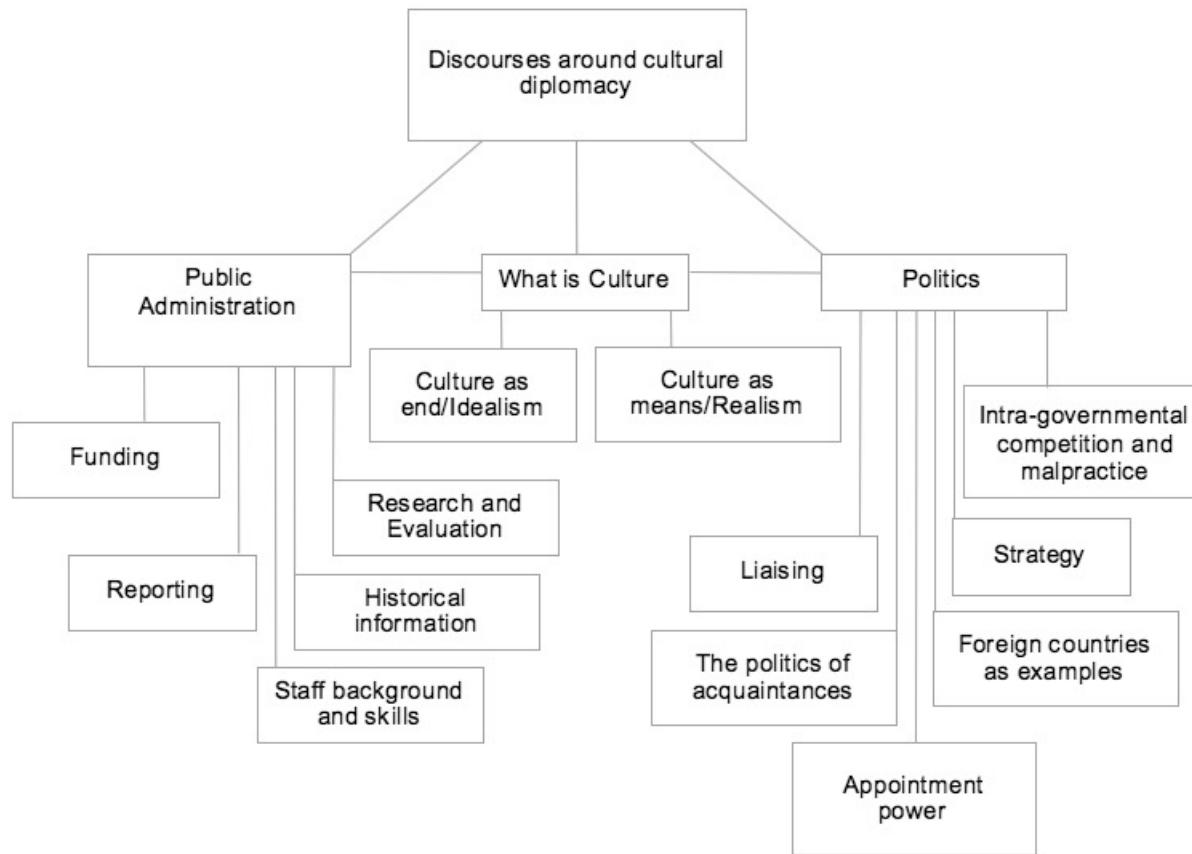 Discourses around cultural
diplomacy
Public
Administration
What is Culture
Politics
Culture as
end/Idealism
Culture as
means/Realism
Intra-governmental
competition and
malpractice
Funding
Research and
Evaluation
Strategy
Liaising
Reporting
Historical
information
Foreign countries
as examples
The politics of
acquaintances
Staff background
and skills
Appointment
power